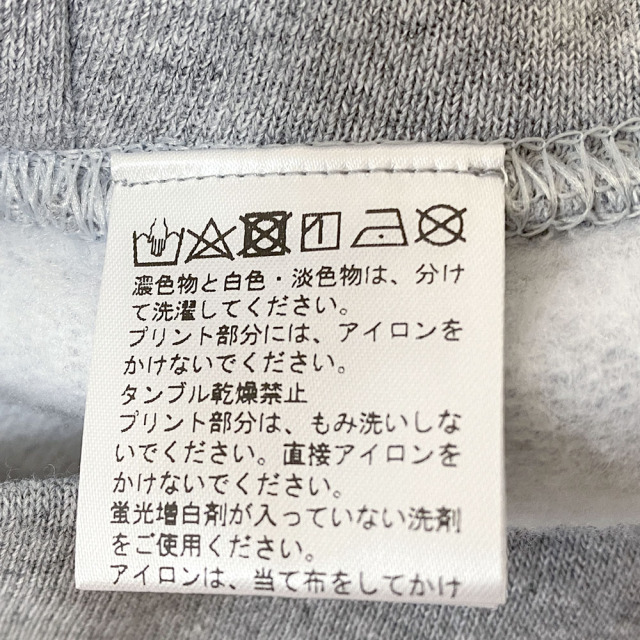 濃色物と白色・淡色物は、分け
て洗濯してください。
プリント部分には、アイロンを
かけないでください。
タンブル乾燥禁止
プリント部分は、もみ洗いしな
いでください。直接アイロンを
かけないでください。
蛍光増白剤が入っていない洗剤
をご使用ください。
アイロンは、当て布をしてかけ